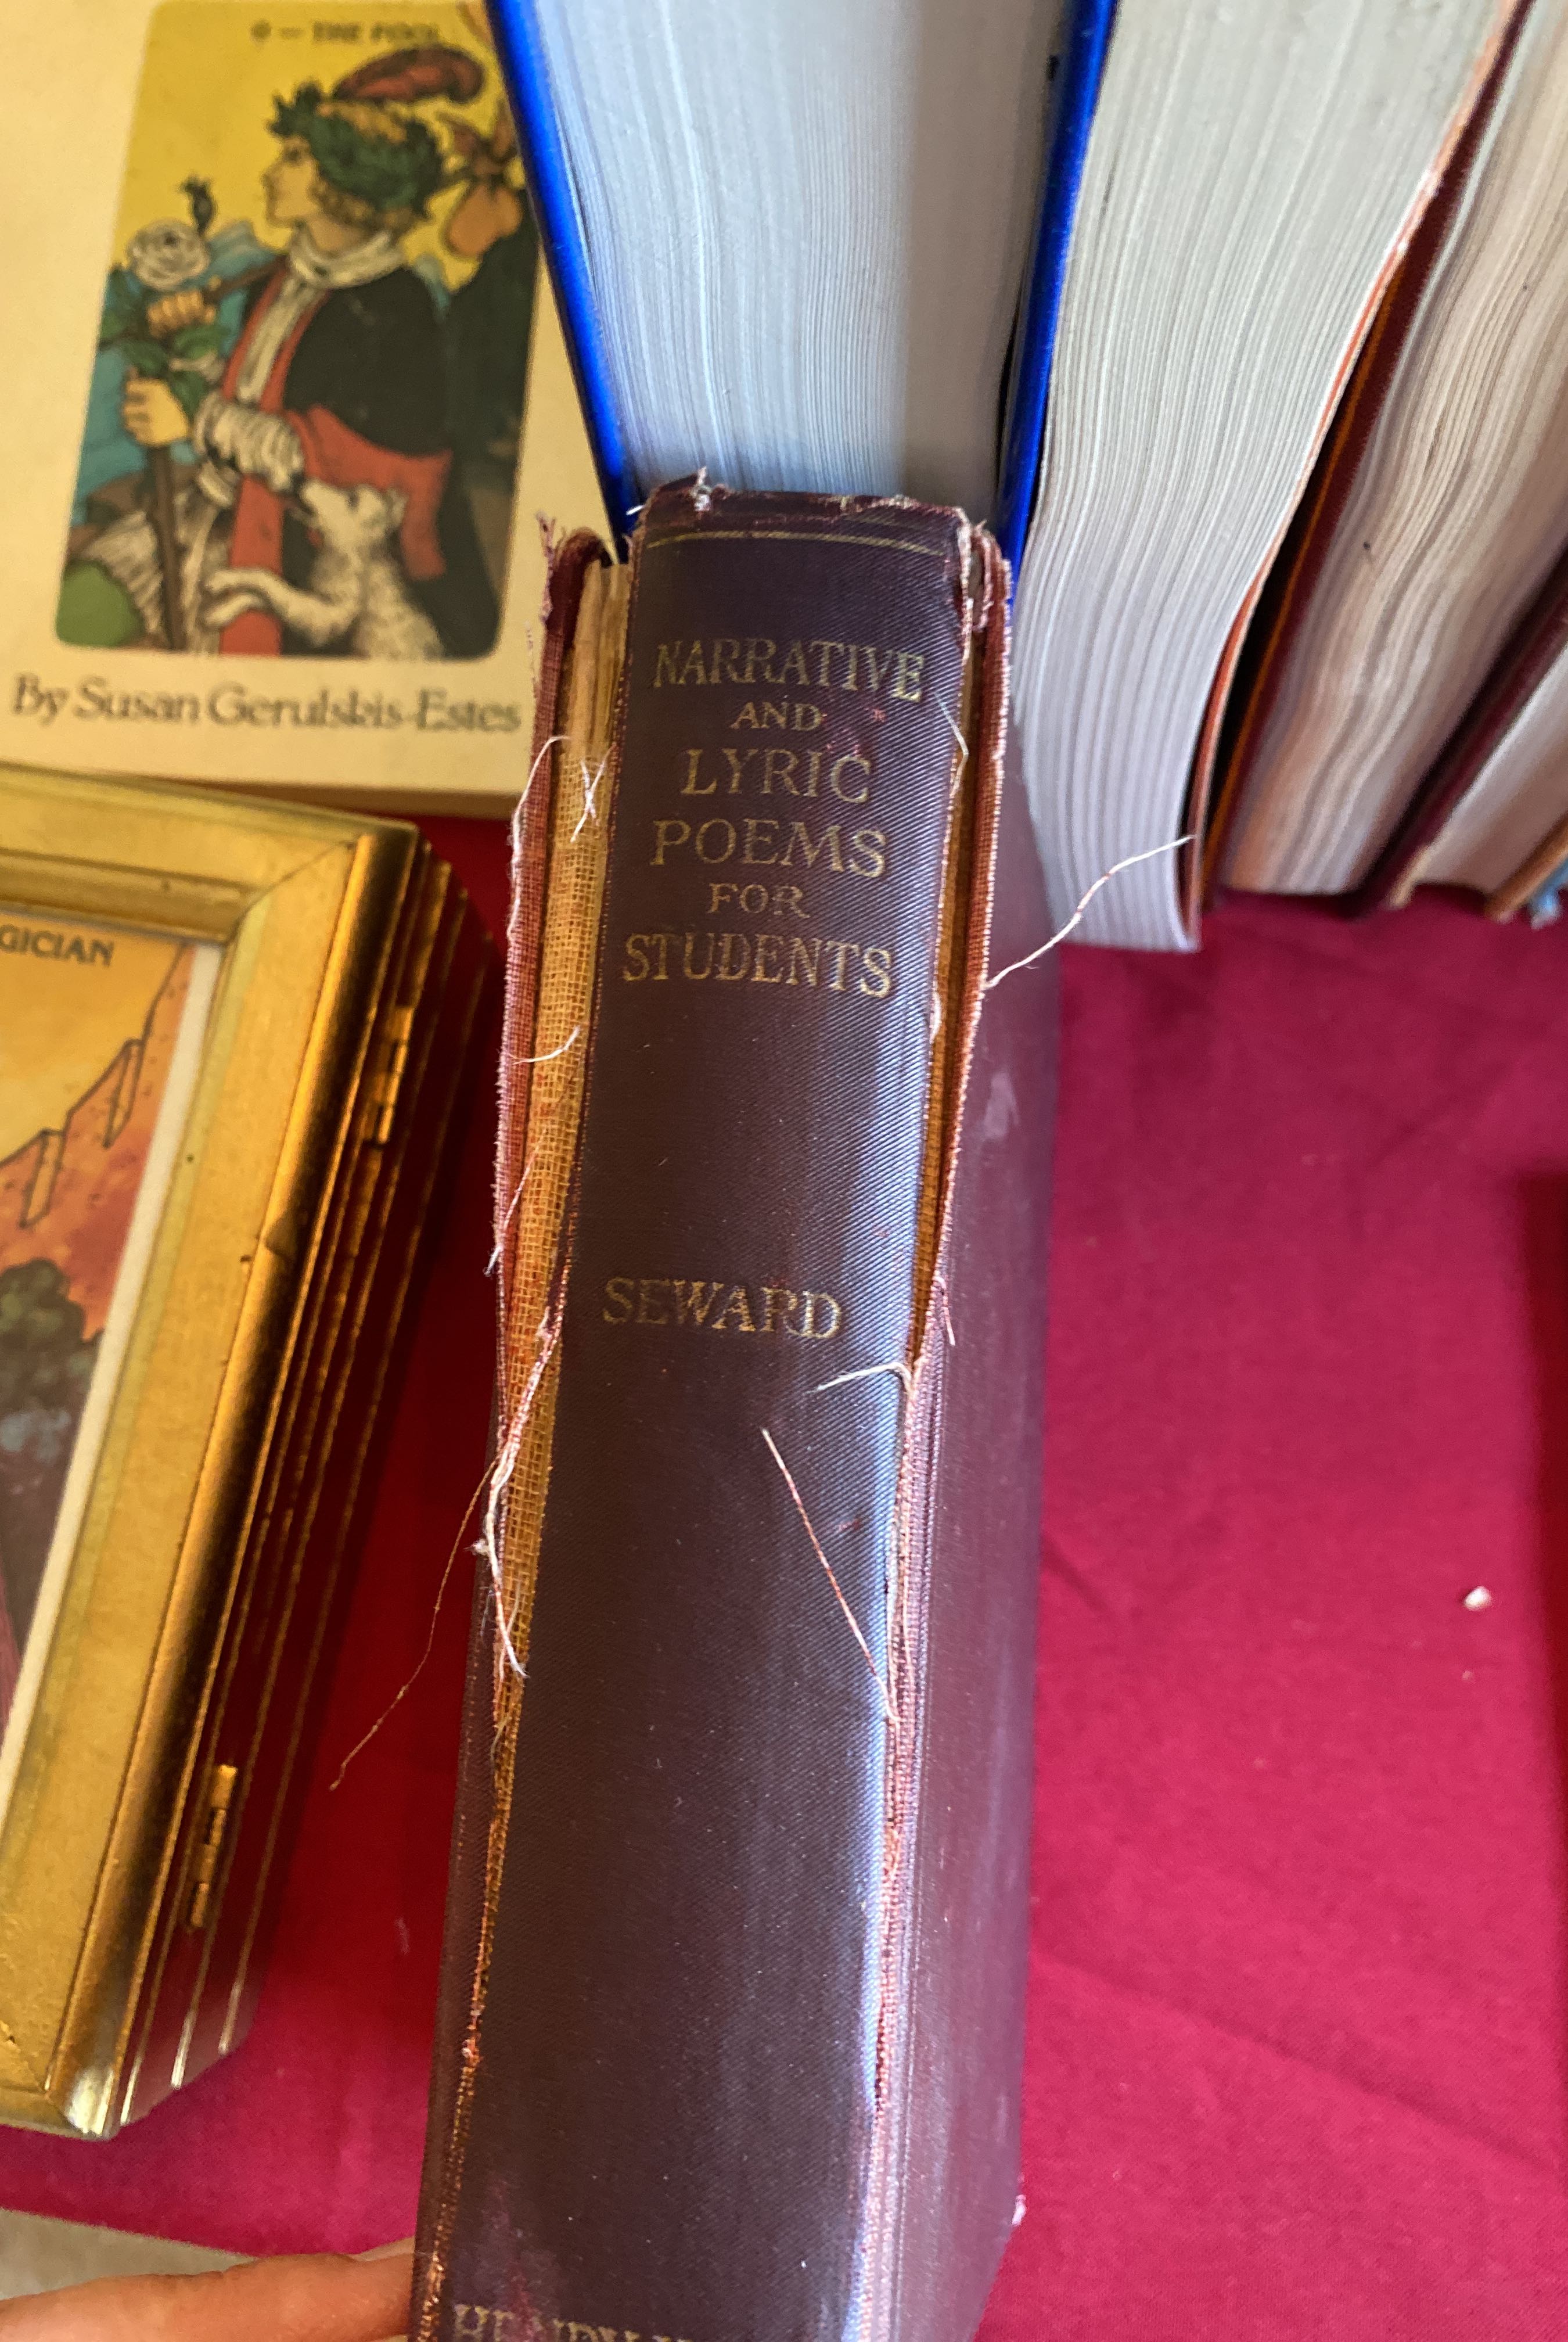 0 — THE FOOL
By Susan Gerulskis-Estes
GICIAN
NARRATIVE
AND
LYRIC
POEMS
FOR
STUDENTS
SEWARD